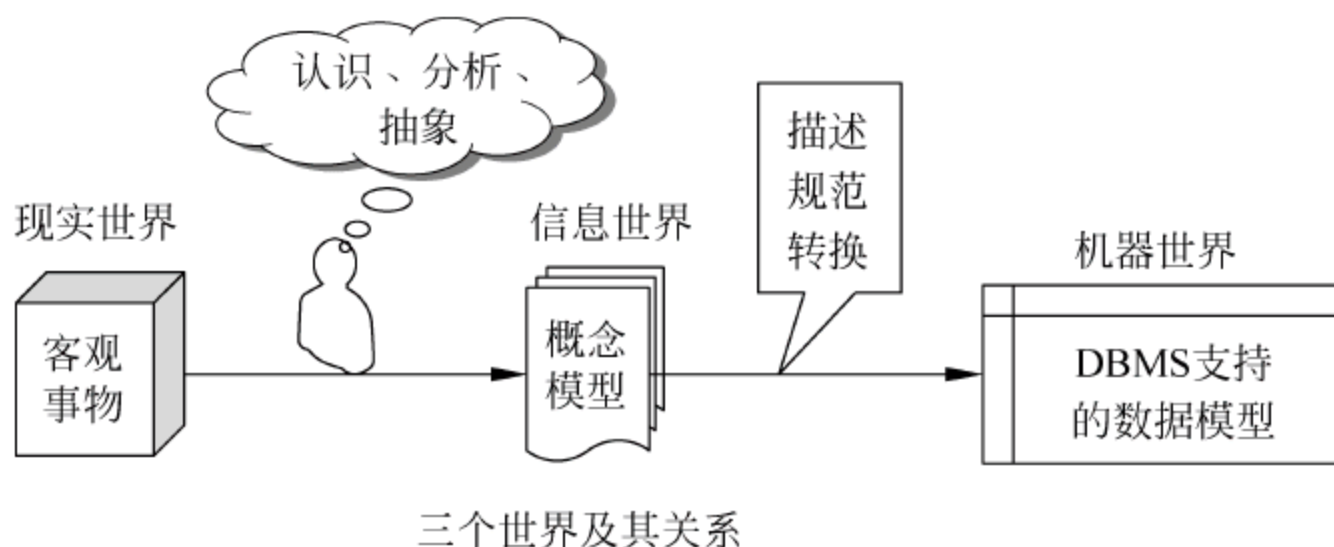 认识、分析、
抽象
描述
规范
转换
现实世界
信息世界
机器世界
客观
事物
概念
模型
DBMS支持
的数据模型
三个世界及其关系